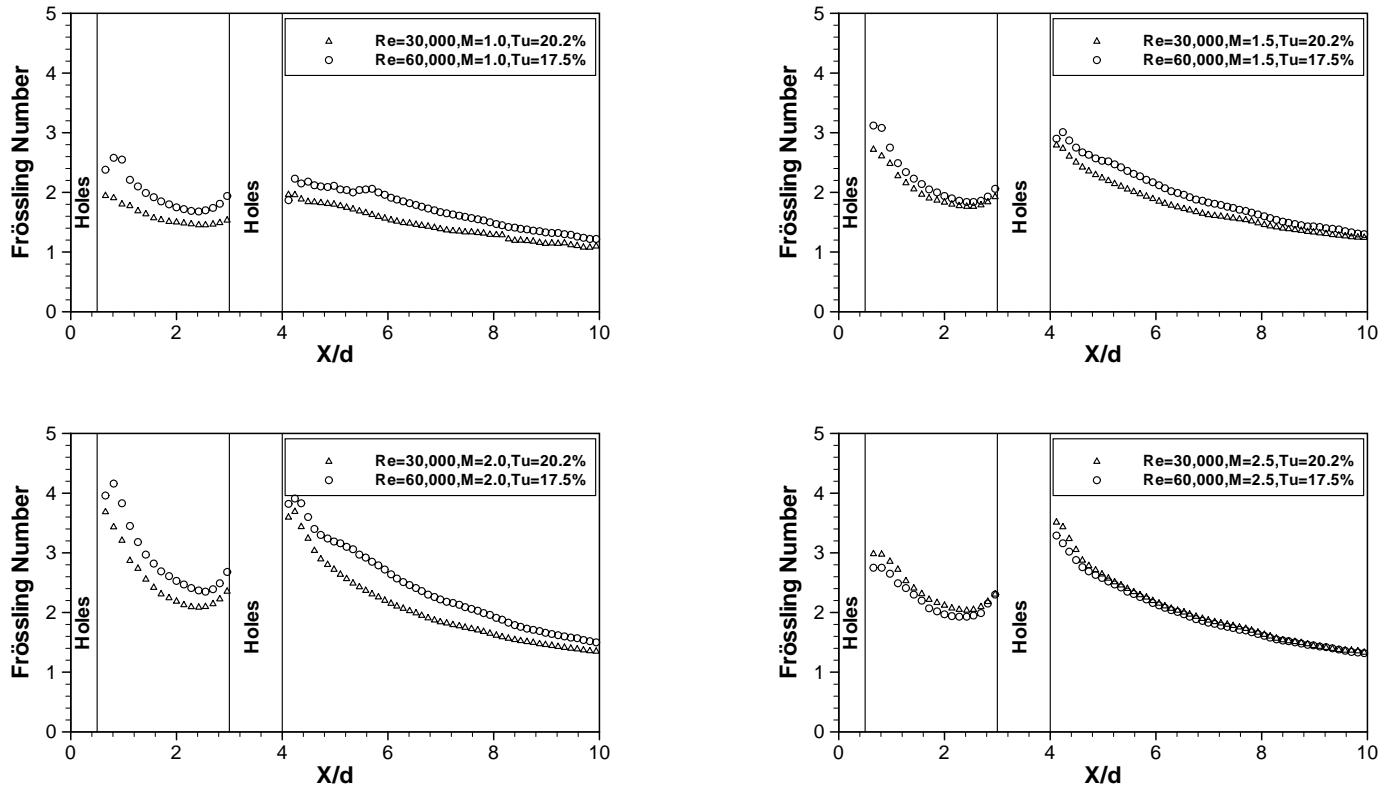 5
4
3
2
1
0
Frössling Number
Re=30,000,M=1.0,Tu=20.2%
Re=60,000,M=1.0,Tu=17.5%
Holes
Holes
0 2 4 6 8 10
X/d
5
4
3
2
1
0
Frössling Number
Re=30,000,M=1.5,Tu=20.2%
Re=60,000,M=1.5,Tu=17.5%
Holes
Holes
0 2 4 6 8 10
X/d
5
4
3
2
1
0
Frössling Number
Re=30,000,M=2.0,Tu=20.2%
Re=60,000,M=2.0,Tu=17.5%
Holes
Holes
0 2 4 6 8 10
X/d
5
4
3
2
1
0
Frössling Number
Re=30,000,M=2.5,Tu=20.2%
Re=60,000,M=2.5,Tu=17.5%
Holes
Holes
0 2 4 6 8 10
X/d